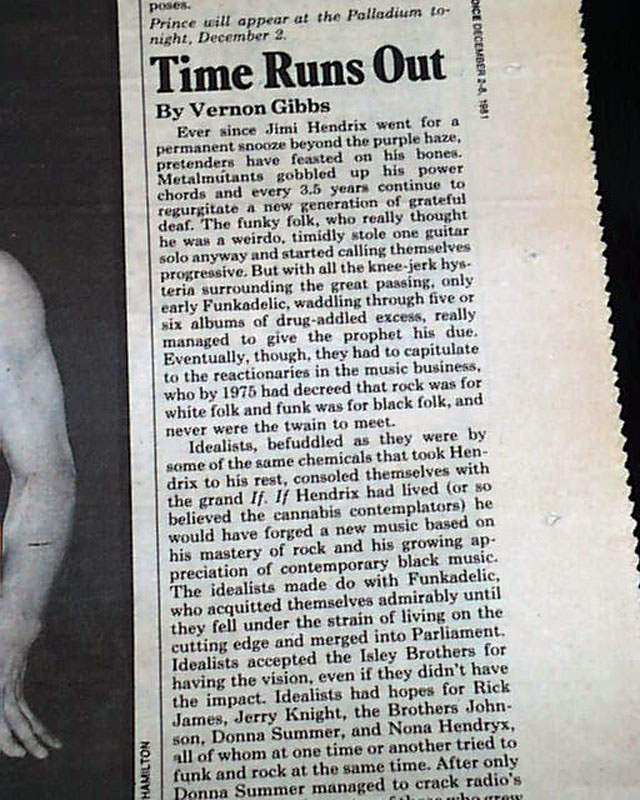 poses.
Prince will appear at the Palladium to-
night, December 2.
Time Runs Out
By Vernon Gibbs
Ever since Jimi Hendrix went for a
permanent snooze beyond the purple haze,
pretenders have feasted on his bones.
Metalmutants gobbled up his power
chords and every 3.5 years continue to
regurgitate a new generation of grateful
deaf. The funky folk, who really thought
he was a weirdo, timidly stole one guitar
solo anyway and started calling themselves
progressive. But with all the knee-jerk hys-
teria surrounding the great passing, only
early Funkadelic, waddling through five or
six albums of drug-addled excess, really
managed to give the prophet his due.
Eventually, though, they had to capitulate
to the reactionaries in the music business,
who by 1975 had decreed that rock was for
white folk and funk was for black folk, and
never were the twain to meet.
Idealists, befuddled as they were by
some of the same chemicals that took Hen-
drix to his rest, consoled themselves with
the grand If. If Hendrix had lived (or so
believed the cannabis contemplators) he
would have forged a new music based on
his mastery of rock and his growing ap-
preciation of contemporary black music.
The idealists made do with Funkadelic,
who acquitted themselves admirably until
they fell under the strain of living on the
cutting edge and merged into Parliament.
Idealists accepted the Isley Brothers for
having the vision, even if they didn't have
the impact. Idealists had hopes for Rick
James, Jerry Knight, the Brothers John-
son, Donna Summer, and Nona Hendryx,
all of whom at one time or another tried to
funk and rock at the same time. After only
Donna Summer managed to crack radio's
of those who grew
OICE DECEMBER 2-8, 1981
HAMILTON